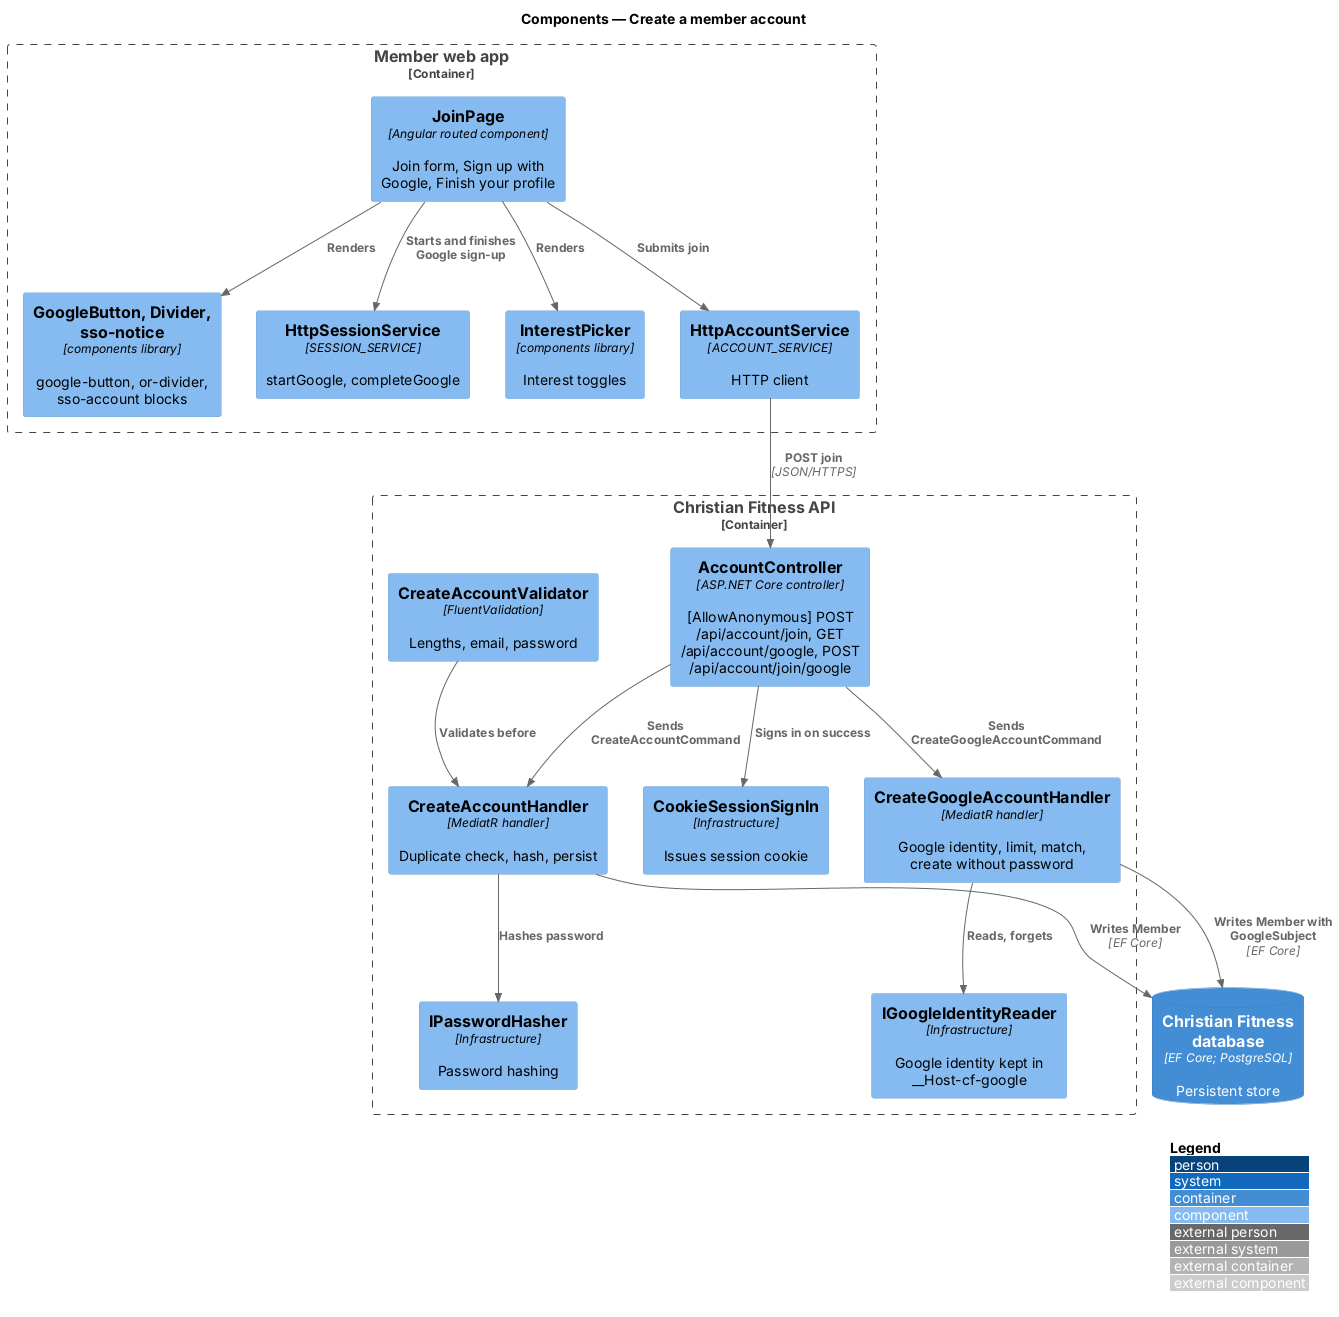 Components — Create a member account
Member web app
[Container]
JoinPage
[Angular routed component]
Join form, Sign up with
Google, Finish your profile
Renders
Starts and finishes
Google sign-up
Renders
Submits join
GoogleButton, Divider,
sso-notice
[components library]
google-button, or-divider,
sso-account blocks
HttpSessionService
[SESSION_SERVICE]
startGoogle, completeGoogle
InterestPicker
[components library]
Interest toggles
HttpAccountService
[ACCOUNT_SERVICE]
HTTP client
POST join
[JSON/HTTPS]
Christian Fitness API
[Container]
CreateAccountValidator
[FluentValidation]
Lengths, email, password
AccountController
[ASP.NET Core controller]
[AllowAnonymous] POST
/api/account/join, GET
/api/account/google, POST
/api/account/join/google
Validates before
Sends
CreateAccountCommand
Signs in on success
Sends
CreateGoogleAccountCommand
CreateAccountHandler
[MediatR handler]
Duplicate check, hash, persist
CookieSessionSignIn
[Infrastructure]
Issues session cookie
CreateGoogleAccountHandler
[MediatR handler]
Google identity, limit, match,
create without password
Hashes password
Reads, forgets
Writes Member
[EF Core]
Writes Member with
GoogleSubject
[EF Core]
IPasswordHasher
[Infrastructure]
Password hashing
IGoogleIdentityReader
[Infrastructure]
Google identity kept in
__Host-cf-google
Christian Fitness
database
[EF Core; PostgreSQL]
Persistent store
Legend
person
system
container
component
external person
external system
external container
external component